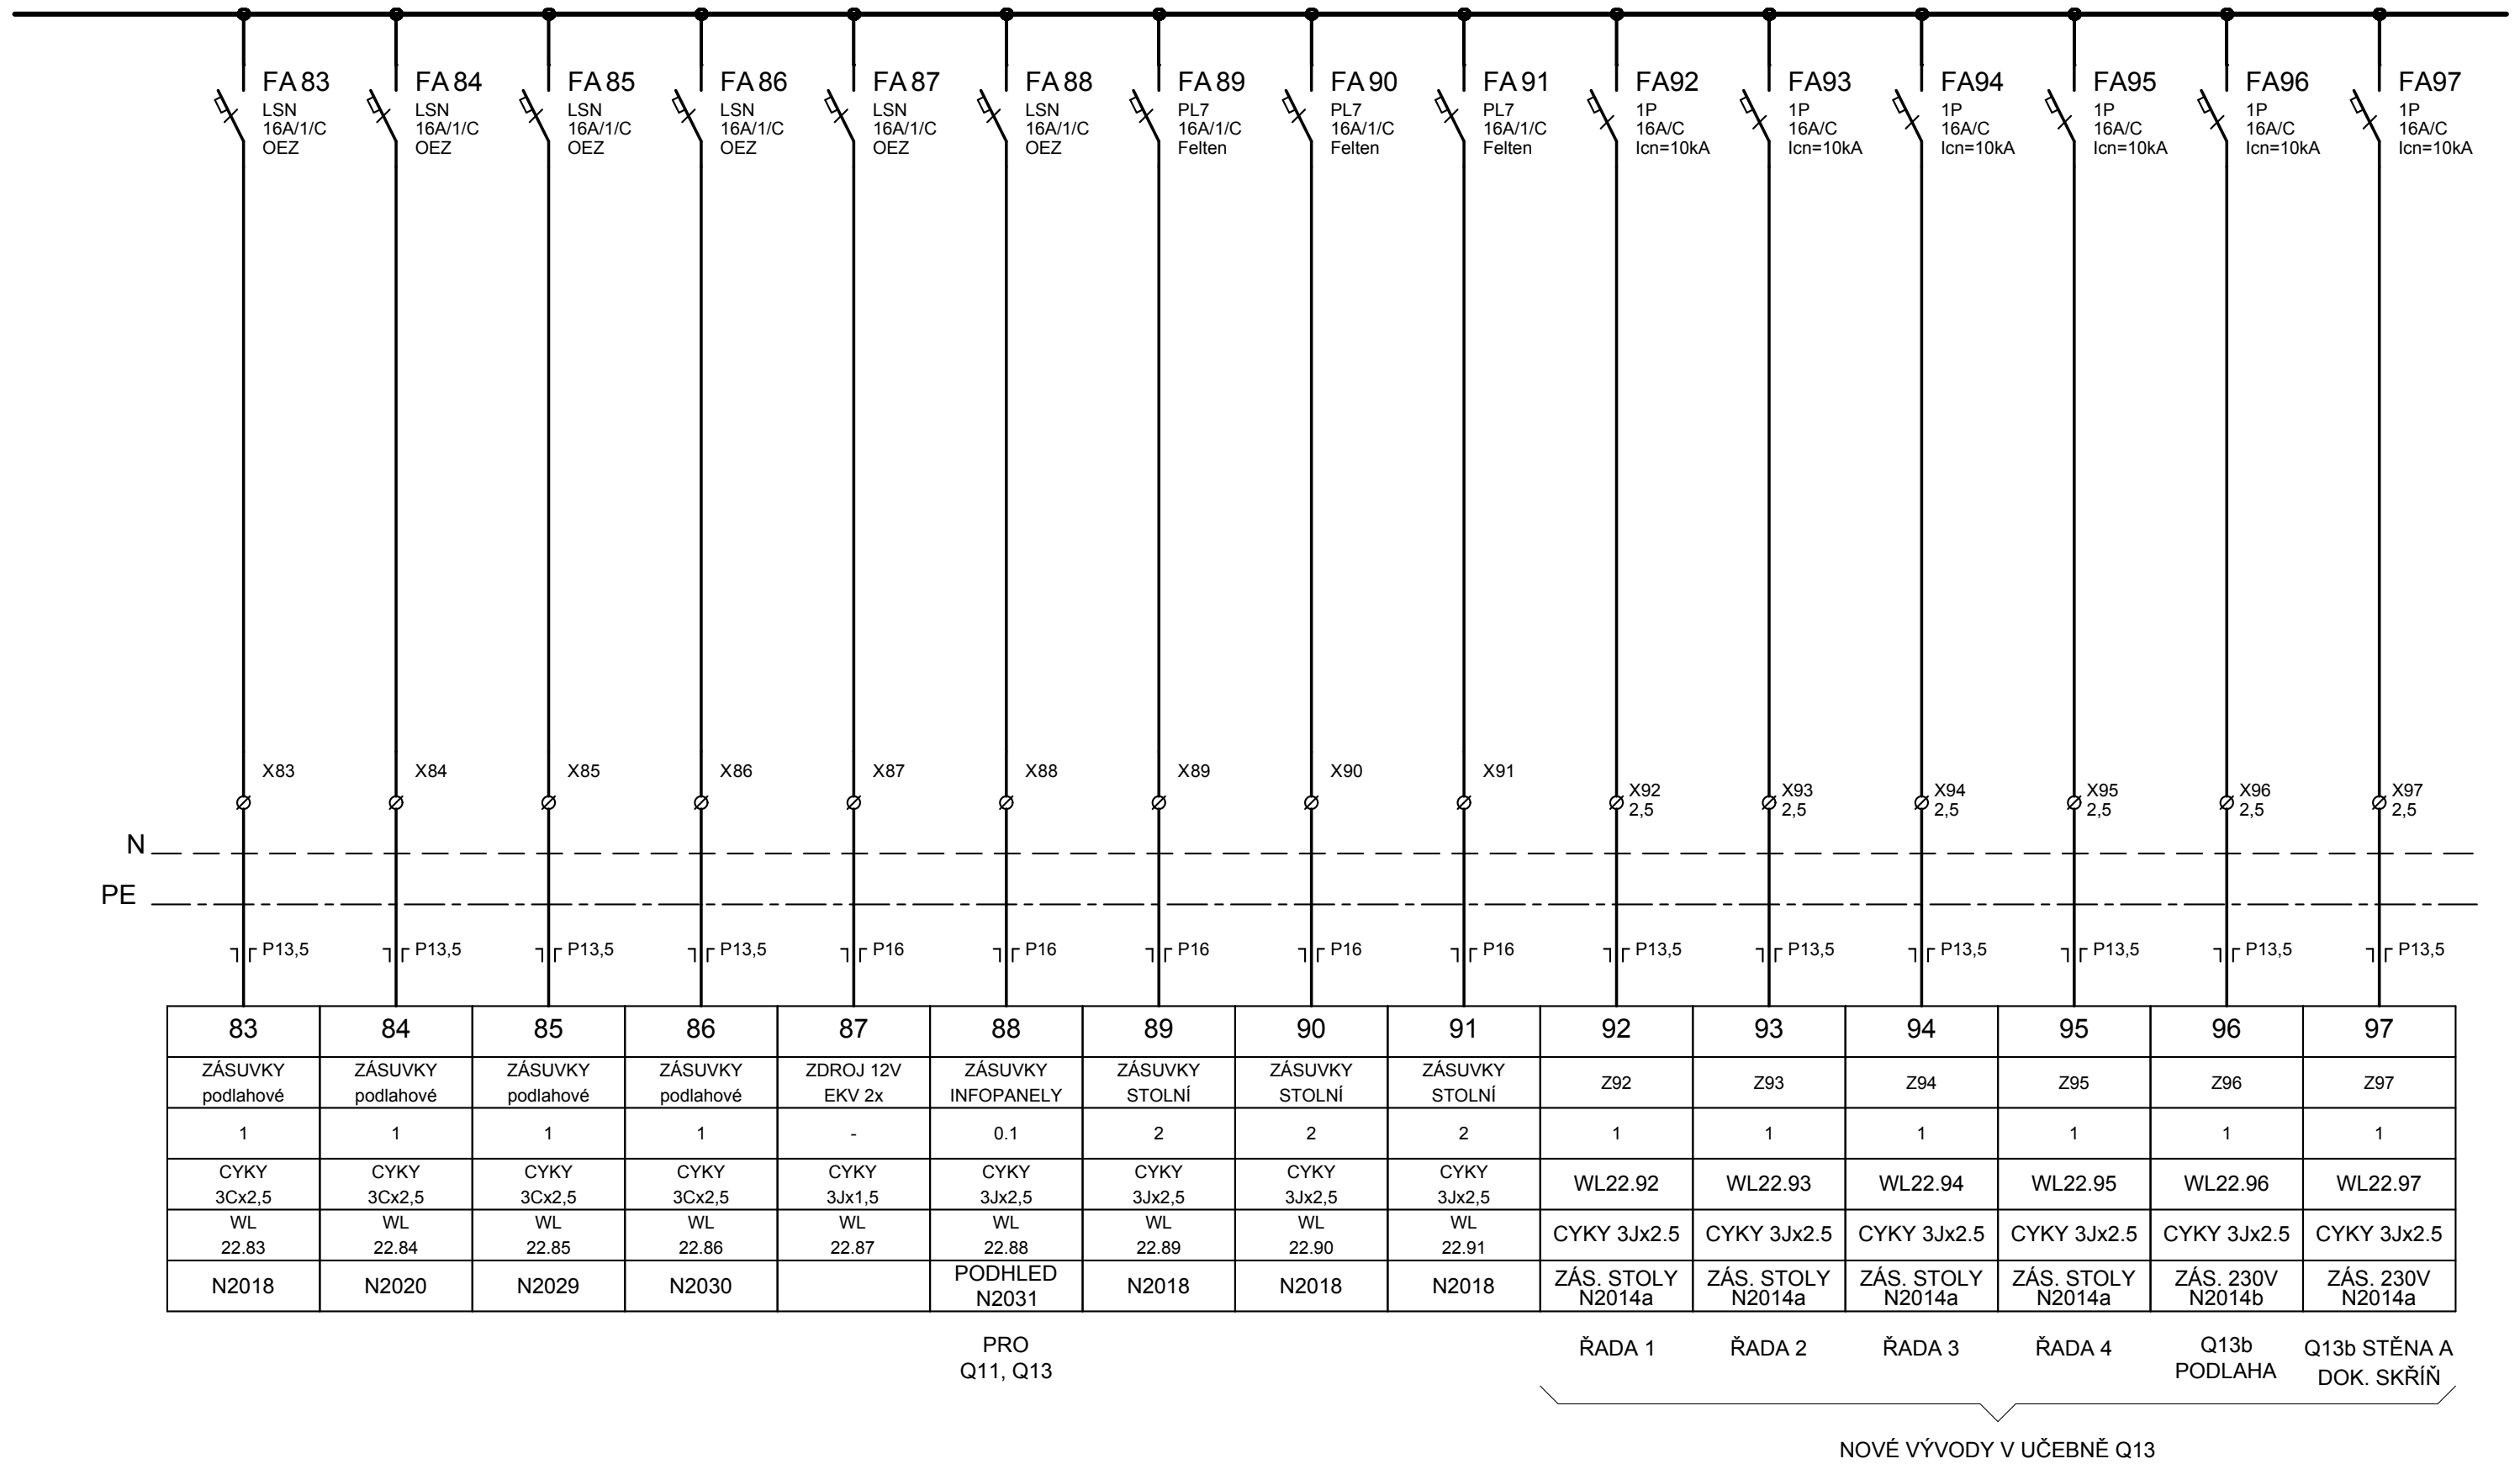 FA 83 FA 84 FA 85 FA 86 FA 87 FA 88 FA 89 FA 90 FA 91 FA92 FA93 FA94 FA95 FA96 FA97
LSN LSN LSN LSN LSN LSN PL7 PL7 PL7 1P 1P 1P 1P 1P 1P
16A/1/C 16A/1/C 16A/1/C 16A/1/C 16A/1/C 16A/1/C 16A/1/C 16A/1/C 16A/1/C 16A/C 16A/C 16A/C 16A/C 16A/C 16A/C
OEZ OEZ OEZ OEZ OEZ OEZ Felten Felten Felten Icn=10kA Icn=10kA Icn=10kA Icn=10kA Icn=10kA Icn=10kA
X83 X84 X85 X86 X87 X88 X89 X90 X91
X92 X93 X94 X95 X96 X97
2,5 2,5 2,5 2,5 2,5 2,5
N
PE
P13,5 P13,5 P13,5 P13,5 P16 P16 P16 P16 P16 P13,5 P13,5 P13,5 P13,5 P13,5 P13,5
83 84 85 86 87 88 89 90 91 92 93 94 95 96 97
ZÁSUVKY ZÁSUVKY ZÁSUVKY ZÁSUVKY ZDROJ 12V ZÁSUVKY ZÁSUVKY ZÁSUVKY ZÁSUVKY
Z92 Z93 Z94 Z95 Z96 Z97
podlahové podlahové podlahové podlahové EKV 2x INFOPANELY STOLNÍ STOLNÍ STOLNÍ
1 1 1 1 - 0.1 2 2 2 1 1 1 1 1 1
CYKY CYKY CYKY CYKY CYKY CYKY CYKY CYKY CYKY
WL22.92 WL22.93 WL22.94 WL22.95 WL22.96 WL22.97
3Cx2,5 3Cx2,5 3Cx2,5 3Cx2,5 3Jx1,5 3Jx2,5 3Jx2,5 3Jx2,5 3Jx2,5
WL WL WL WL WL WL WL WL WL
CYKY 3Jx2.5 CYKY 3Jx2.5 CYKY 3Jx2.5 CYKY 3Jx2.5 CYKY 3Jx2.5 CYKY 3Jx2.5
22.83 22.84 22.85 22.86 22.87 22.88 22.89 22.90 22.91
PODHLED ZÁS. STOLY ZÁS. STOLY ZÁS. STOLY ZÁS. STOLY ZÁS. 230V ZÁS. 230V
N2018 N2020 N2029 N2030 N2018 N2018 N2018
N2031 N2014a N2014a N2014a N2014a N2014b N2014a
PRO ŘADA 1 ŘADA 2 ŘADA 3 ŘADA 4 Q13b Q13b STĚNA A
Q11, Q13 PODLAHA DOK. SKŘÍŇ
NOVÉ VÝVODY V UČEBNĚ Q13